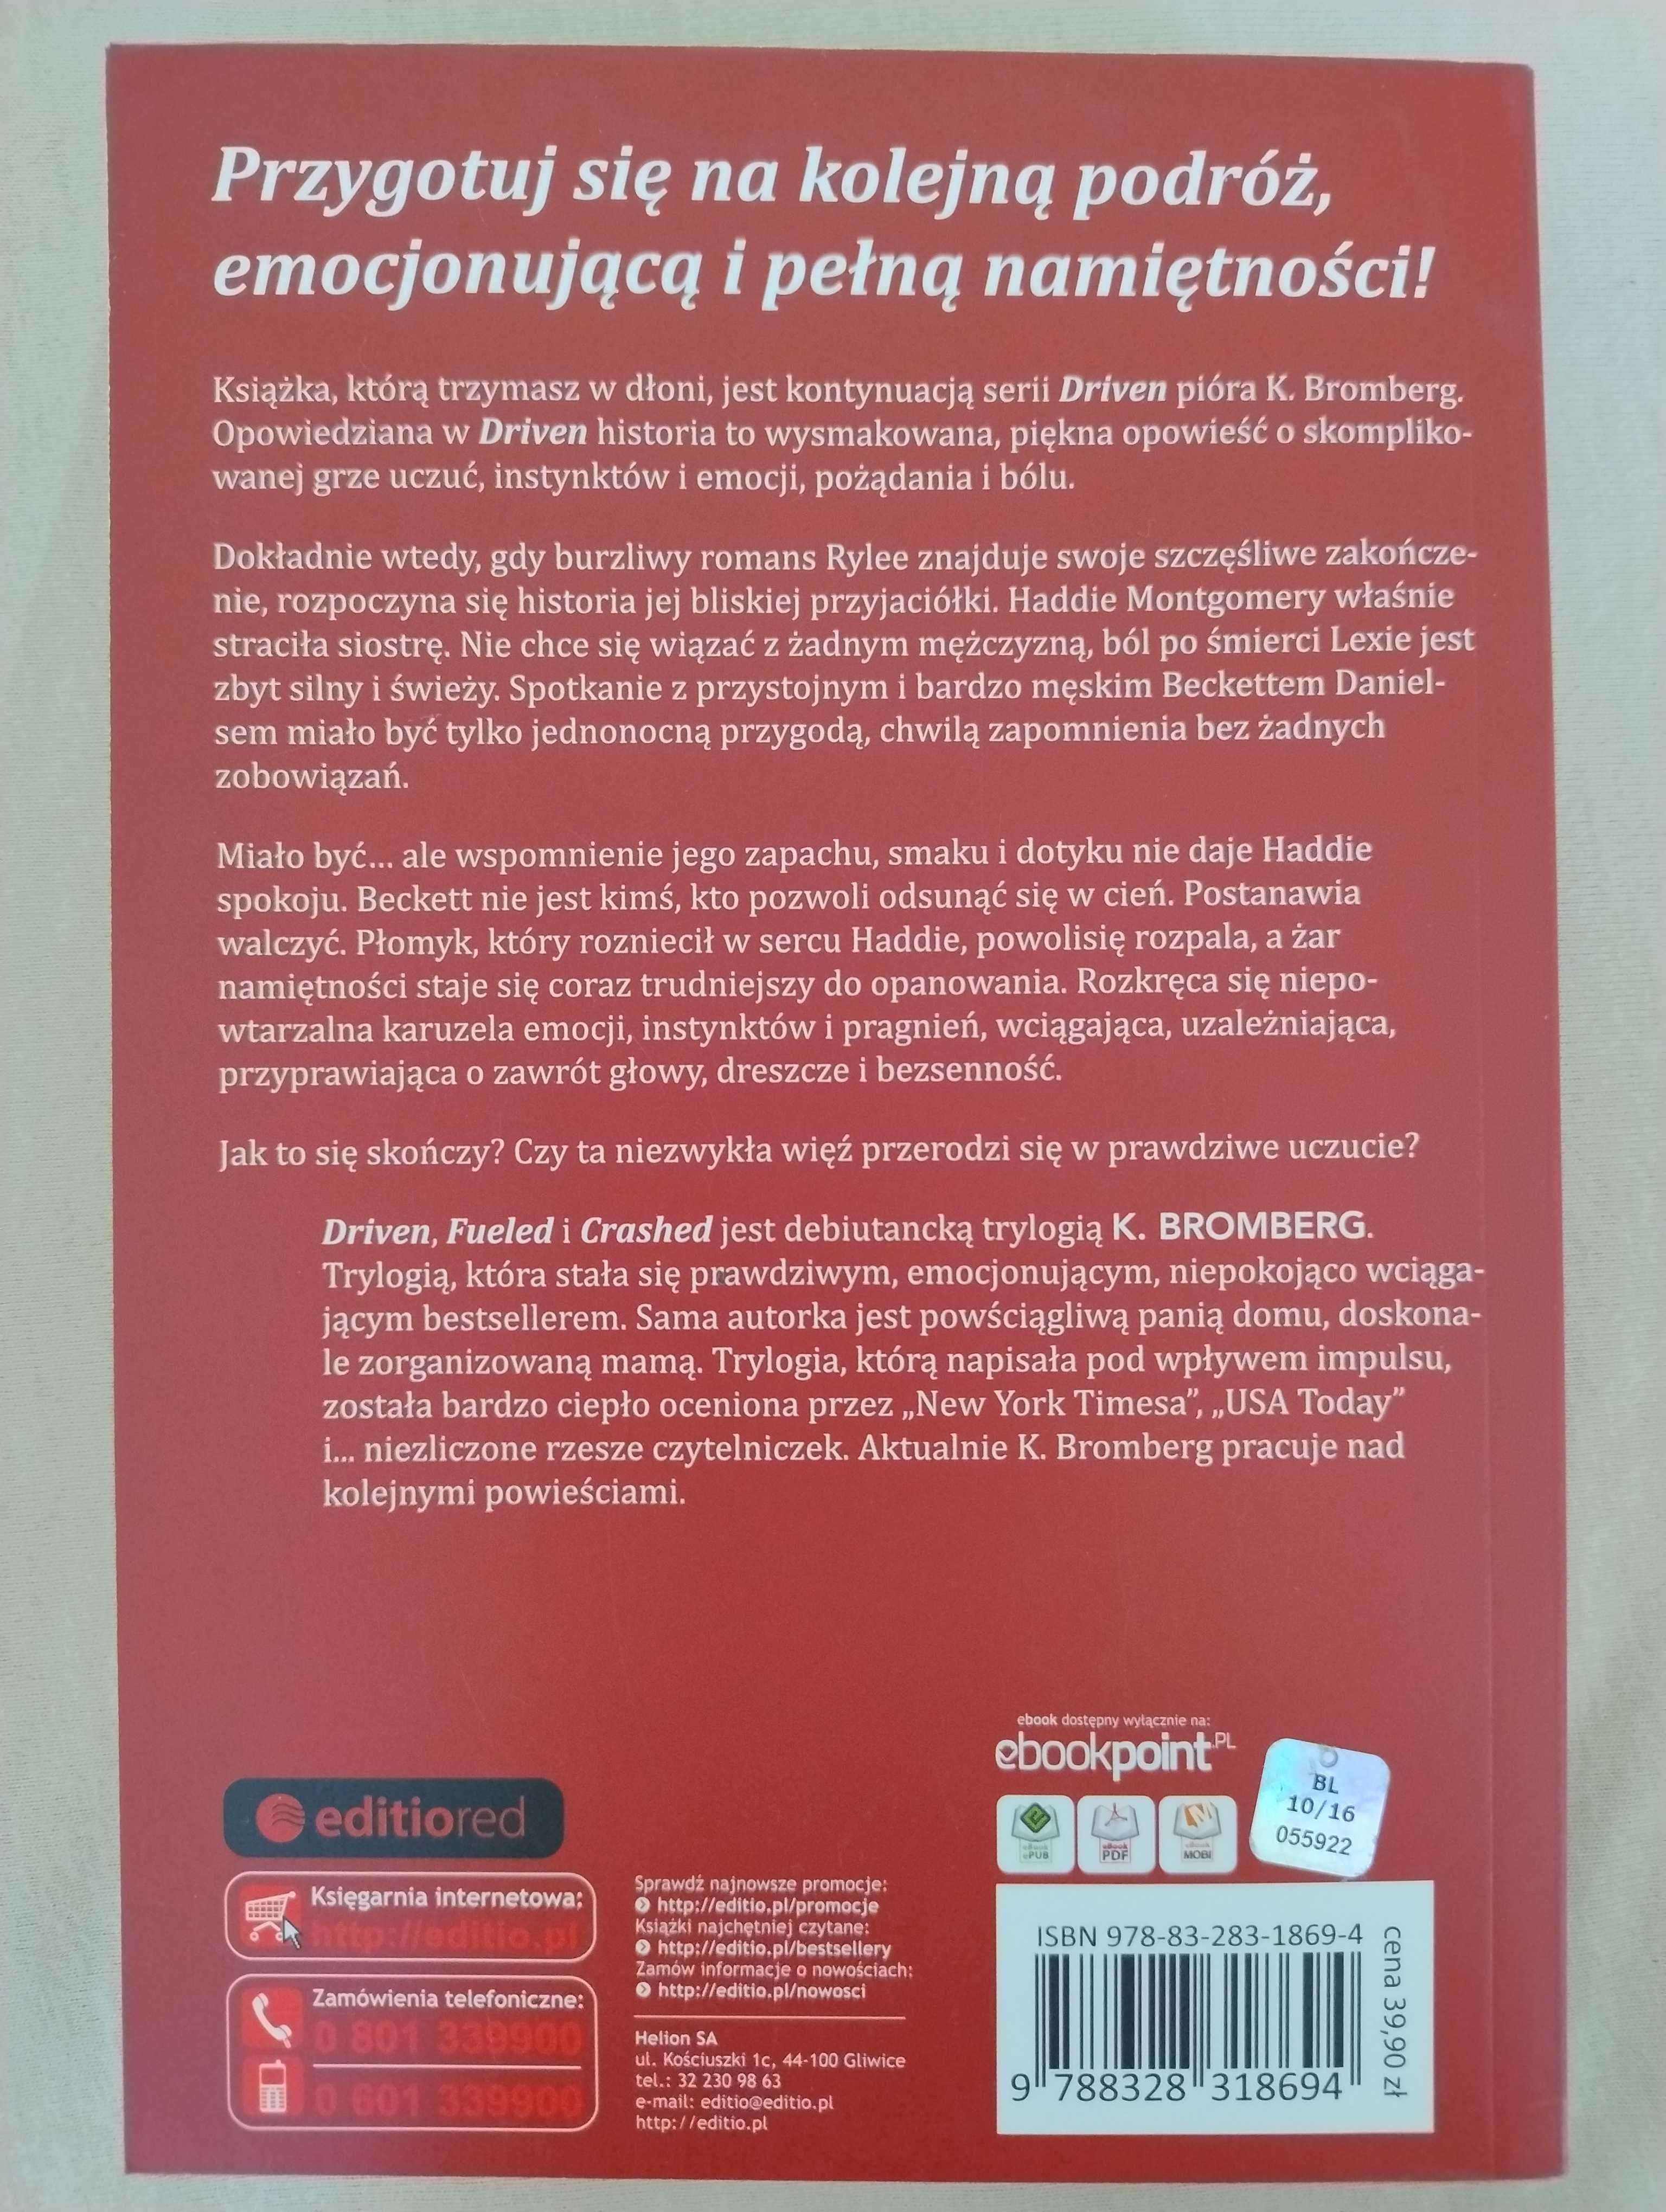 Przygotuj się na kolejną podróż,
emocjonującą i pełną namiętności!
Książka, którą trzymasz w dłoni, jest kontynuacją serii Driven pióra K. Bromberg.
Opowiedziana w Driven historia to wysmakowana, piękna opowieść o skompliko-
wanej grze uczuć, instynktów i emocji, pożądania i bólu.
Dokładnie wtedy, gdy burzliwy romans Rylee znajduje swoje szczęśliwe zakończe-
nie, rozpoczyna się historia jej bliskiej przyjaciółki. Haddie Montgomery właśnie
straciła siostrę. Nie chce się wiązać z żadnym mężczyzną, ból po śmierci Lexie jest
zbyt silny i świeży. Spotkanie z przystojnym i bardzo męskim Beckettem Daniel-
sem miało być tylko jednonocną przygodą, chwilą zapomnienia bez żadnych
zobowiązań.
Miało być... ale wspomnienie jego zapachu, smaku i dotyku nie daje Haddie
spokoju. Beckett nie jest kimś, kto pozwoli odsunąć się w cień. Postanawia
walczyć. Płomyk, który rozniecił w sercu Haddie, powolisię rozpala, a żar
namiętności staje się coraz trudniejszy do opanowania. Rozkręca się niepo-
wtarzalna karuzela emocji, instynktów i pragnień, wciągająca, uzależniająca,
przyprawiająca o zawrót głowy, dreszcze i bezsenność.
Jak to się skończy? Czy ta niezwykła więź przerodzi się w prawdziwe uczucie?
Driven, Fueled i Crashed jest debiutancką trylogią K. BROMBERG.
Trylogią, która stała się prawdziwym, emocjonującym, niepokojąco wciąga-
jącym bestsellerem. Sama autorka jest powściągliwą panią domu, doskona-
le zorganizowaną mamą. Trylogia, którą napisała pod wpływem impulsu,
została bardzo ciepło oceniona przez „New York Timesa”, „USA Today”
i... niezliczone rzesze czytelniczek. Aktualnie K. Bromberg pracuje nad
kolejnymi powieściami.
editiored
Księgarnia internetowa:
http://editio.pl
Zamówienia telefoniczne:
0 801 339900
0 601 339900
Sprawdź najnowsze promocje:
http://editio.pl/promocje
Książki najchętniej czytane:
http://editio.pl/bestsellery
Zamów informacje o nowościach:
http://editio.pl/nowosci
Helion SA
ul. Kościuszki 1c, 44-100 Gliwice
tel.: 32 230 98 63
e-mail: editio@editio.pl
http://editio.pl
ebook dostępny wyłącznie na:
ebookpoint.PL
eBook ePUB
eBook PDF
eBook MOBI
BL
10/16
055922
ISBN 978-83-283-1869-4
9 788328 318694
cena 39,90 zł